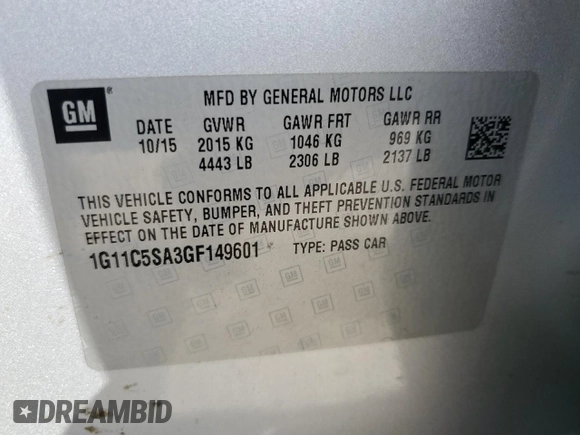 GM
MFD BY GENERAL MOTORS LLC
DATE GVWR GAWR FRT GAWR RR
10/15 2015 KG 1046 KG 969 KG
4443 LB 2306 LB 2137 LB
THIS VEHICLE CONFORMS TO ALL APPLICABLE U.S. FEDERAL MOTOR
VEHICLE SAFETY, BUMPER, AND THEFT PREVENTION STANDARDS IN
EFFECT ON THE DATE OF MANUFACTURE SHOWN ABOVE.
1G11C5SA3GF149601 TYPE: PASS CAR
DREAMBID